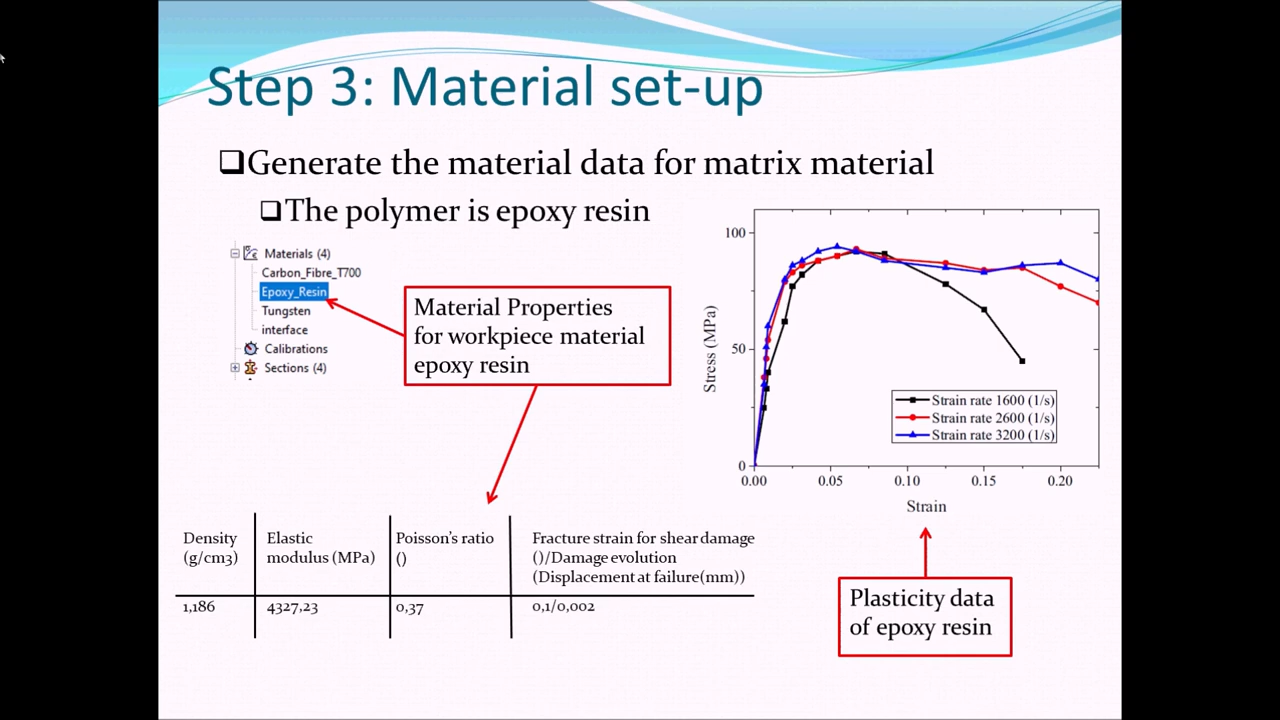 Step 3: Material set-up
Generate the material data for matrix material
The polymer is epoxy resin
Materials (4)
Carbon_Fibre_T700
Epoxy_Resin
Tungsten
interface
Calibrations
Sections (4)
Material Properties
for workpiece material
epoxy resin
100
50
0
Stress (MPa)
Strain rate 1600 (1/s)
Strain rate 2600 (1/s)
Strain rate 3200 (1/s)
0.00 0.05 0.10 0.15 0.20
Strain
Density
(g/cm3)
Elastic
modulus (MPa)
Poisson's ratio
()
Fracture strain for shear damage
()/Damage evolution
(Displacement at failure(mm))
1,186
4327,23
0,37
0,1/0,002
Plasticity data
of epoxy resin